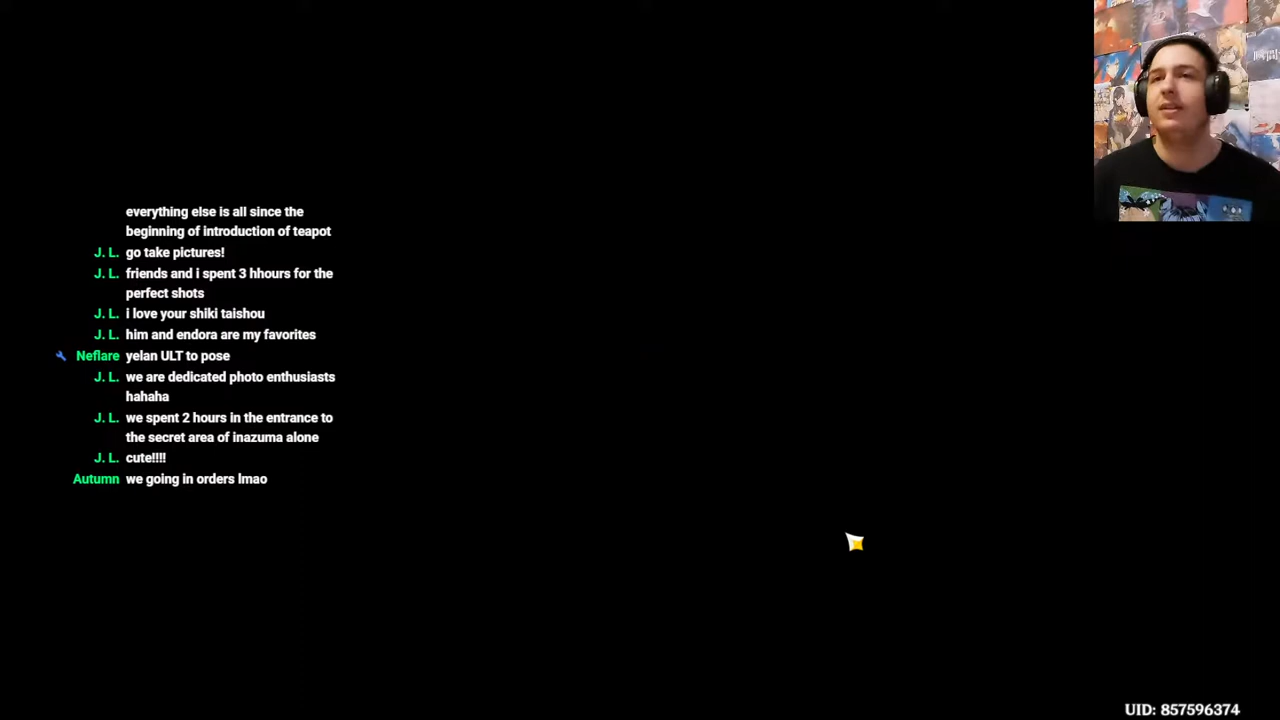 everything else is all since the
beginning of introduction of teapot
J. L. go take pictures!
J. L. friends and i spent 3 hhours for the
perfect shots
J. L. i love your shiki taishou
J. L. him and endora are my favorites
Neflare yelan ULT to pose
J. L. we are dedicated photo enthusiasts
hahaha
J. L. we spent 2 hours in the entrance to
the secret area of inazuma alone
J. L. cute!!!!
Autumn we going in orders lmao
UID: 857596374